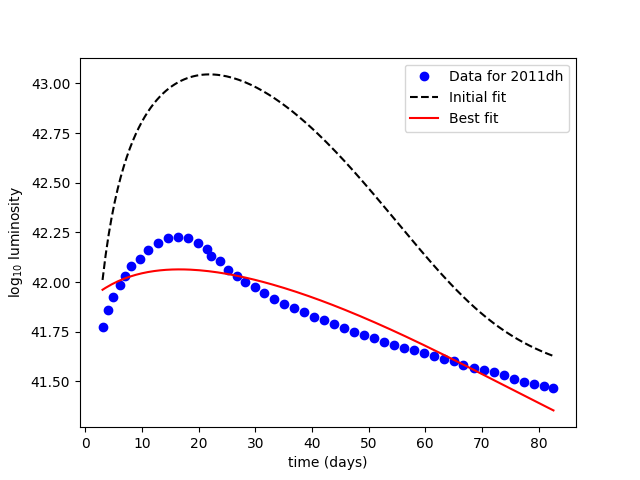 43.00
42.75
42.50
42.25
42.00
41.75
41.50
log₁₀ luminosity
0 10 20 30 40 50 60 70 80
time (days)
Data for 2011dh
Initial fit
Best fit